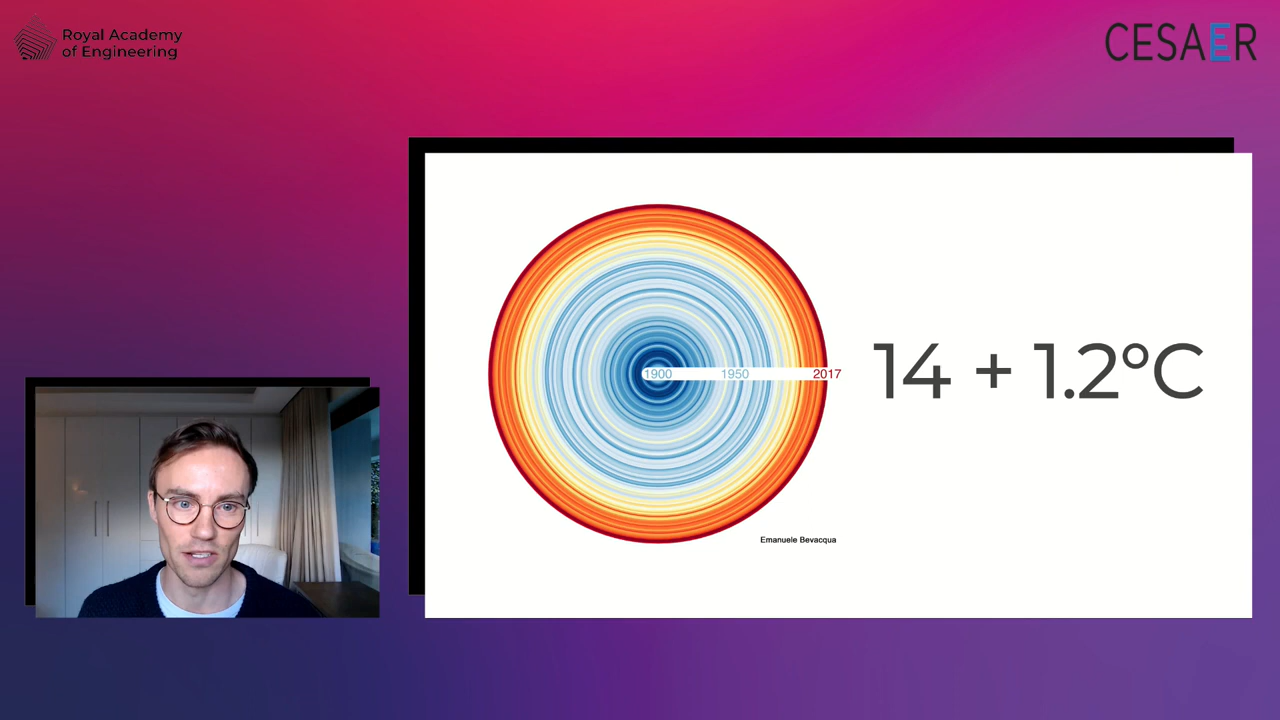 Royal Academy
of Engineering
CESAER
1900 1950 2017
14 + 1.2°C
Emanuele Bevacqua